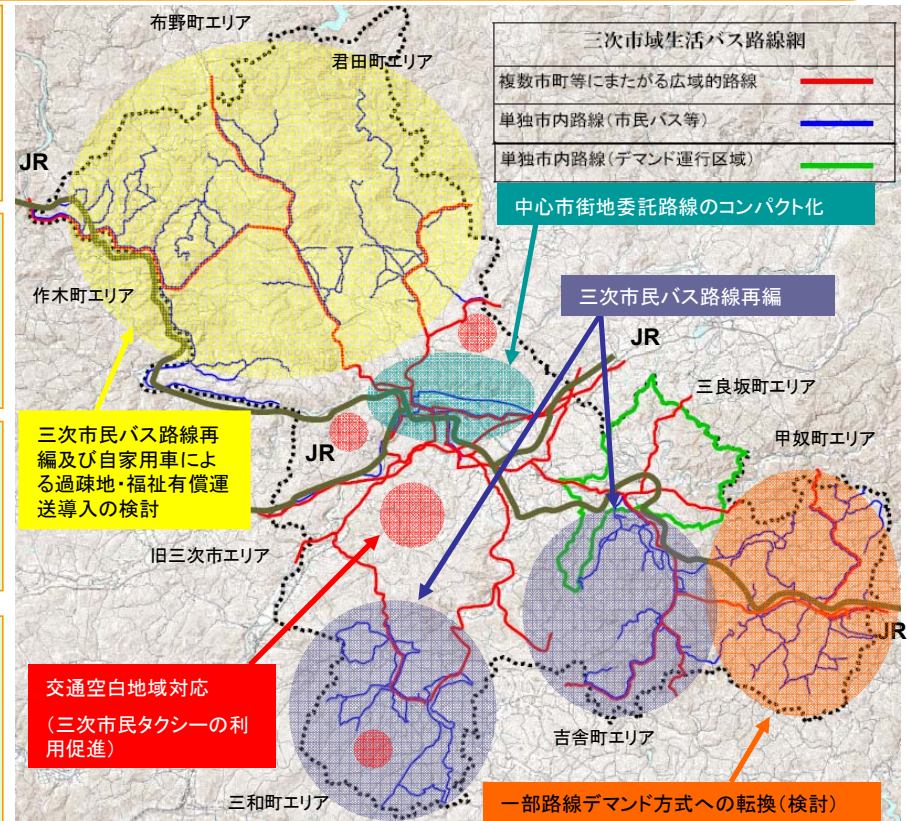 布野町エリア
君田町エリア
三次市域生活バス路線網
複数市町等にまたがる広域的路線
単独市内路線(市民バス等)
単独市内路線(デマンド運行区域)
JR
中心市街地委託路線のコンパクト化
三次市民バス路線再編
作木町エリア
JR
三良坂町エリア
甲奴町エリア
三次市民バス路線再
編及び自家用車によ
る過疎地・福祉有償運
送導入の検討
JR
旧三次市エリア
JR
交通空白地域対応
(三次市民タクシーの利
用促進)
吉舎町エリア
三和町エリア
一部路線デマンド方式への転換(検討)